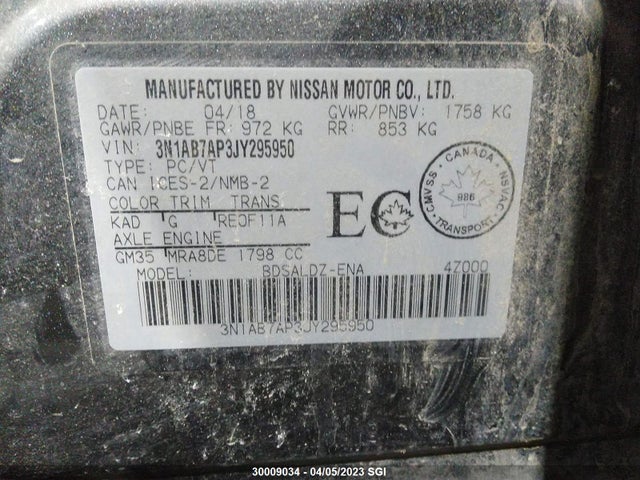 MANUFACTURED BY NISSAN MOTOR CO., LTD.
DATE: 04/18 GVWR/PNBV: 1758 KG
GAWR/PNBE FR: 972 KG RR: 853 KG
VIN: 3N1AB7AP3JY295950
TYPE: PC/VT
CAN ICES-2/NMB-2
COLOR TRIM TRANS
KAD G RE0F11A
AXLE ENGINE
GM35 MRA8DE 1798 CC
EC
CANADA
CMVSS NSVAC
986
TRANSPORT
MODEL: BDSALDZ-ENA 4Z000
3N1AB7AP3JY295950
30009034 - 04/05/2023 SGI